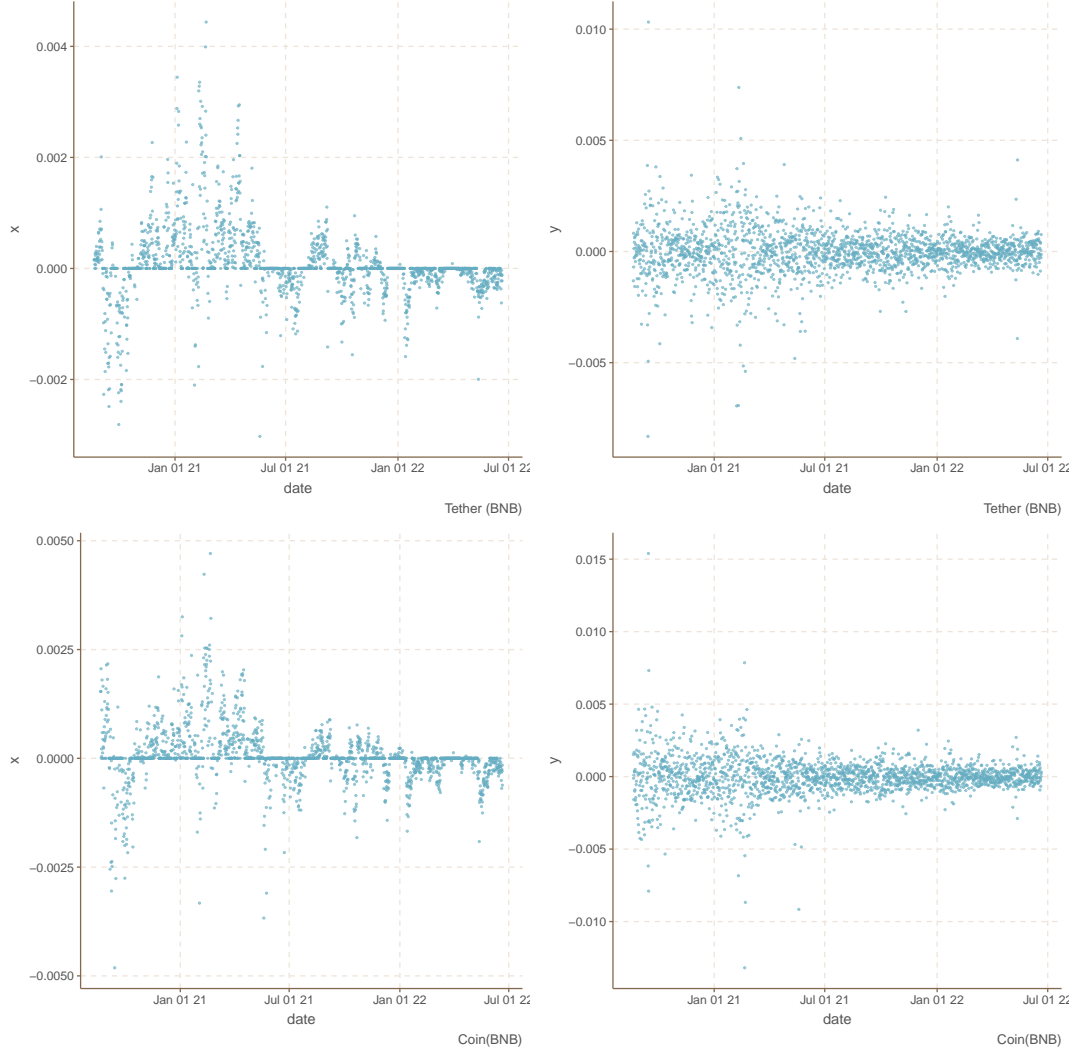 0.004
0.002
0.000
−0.002
x
Jan 01 21
Jul 01 21
Jan 01 22
Jul 01 22
date
Tether (BNB)
0.010
0.005
0.000
−0.005
y
Jan 01 21
Jul 01 21
Jan 01 22
Jul 01 22
date
Tether (BNB)
0.0050
0.0025
0.0000
−0.0025
−0.0050
x
Jan 01 21
Jul 01 21
Jan 01 22
Jul 01 22
date
Coin(BNB)
0.015
0.010
0.005
0.000
−0.005
−0.010
y
Jan 01 21
Jul 01 21
Jan 01 22
Jul 01 22
date
Coin(BNB)